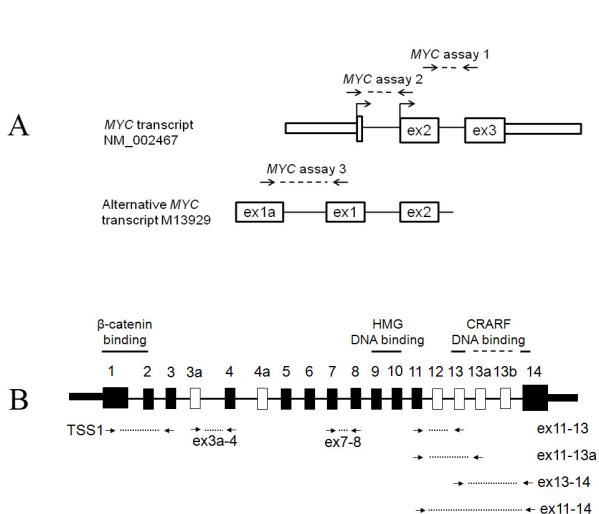 MYC assay 1
MYC assay 2
A
MYC transcript
NM_002467
ex2
ex3
MYC assay 3
Alternative MYC
transcript M13929
ex1a
ex1
ex2
β-catenin
binding
HMG
DNA binding
CRARF
DNA binding
1 2 3 3a 4 4a 5 6 7 8 9 10 11 12 13 13a 13b 14
B
TSS1
ex3a-4
ex7-8
ex11-13
ex11-13a
ex13-14
ex11-14